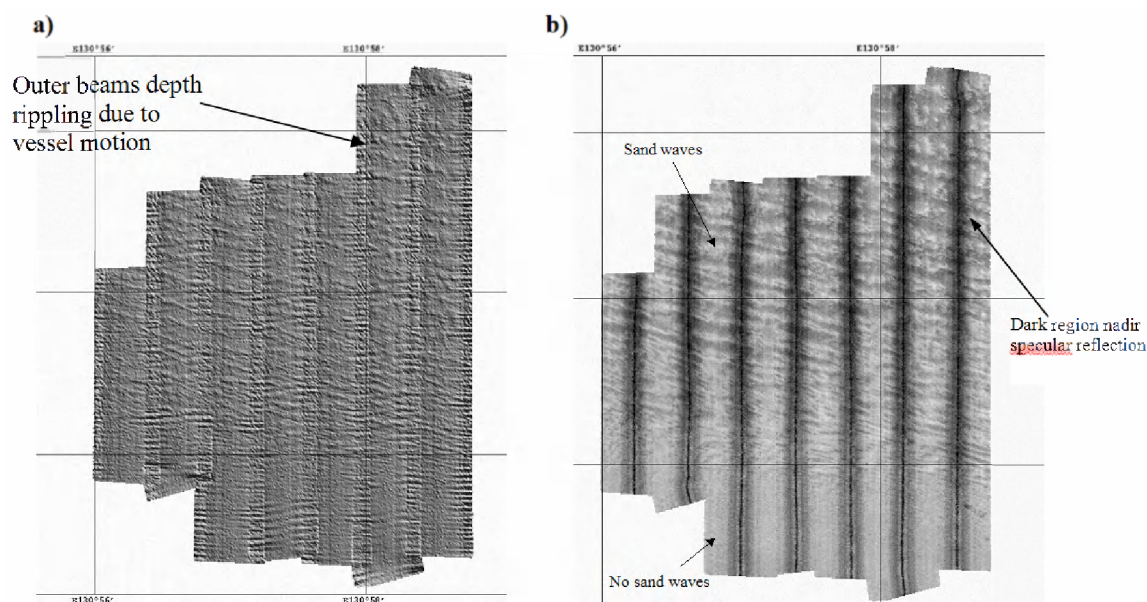 a)
E130°56'
E130°58'
Outer beams depth
rippling due to
vessel motion
E130°56'
E130°58'
b)
E130°56'
E130°58'
Sand waves
Dark region nadir
specular reflection
No sand waves